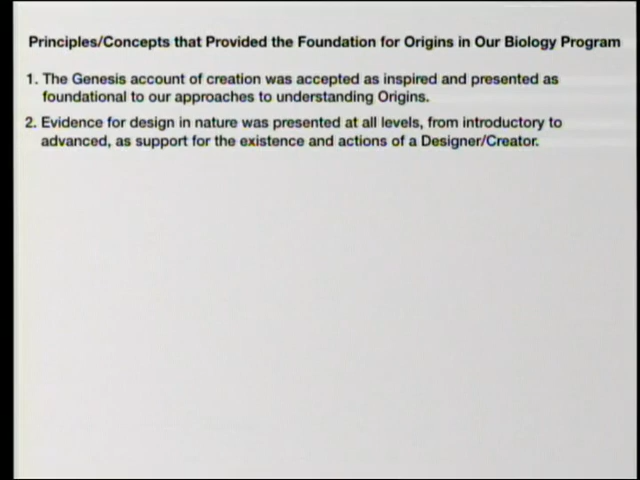 Principles/Concepts that Provided the Foundation for Origins in Our Biology Program
1. The Genesis account of creation was accepted as inspired and presented as
foundational to our approaches to understanding Origins.
2. Evidence for design in nature was presented at all levels, from introductory to
advanced, as support for the existence and actions of a Designer/Creator.